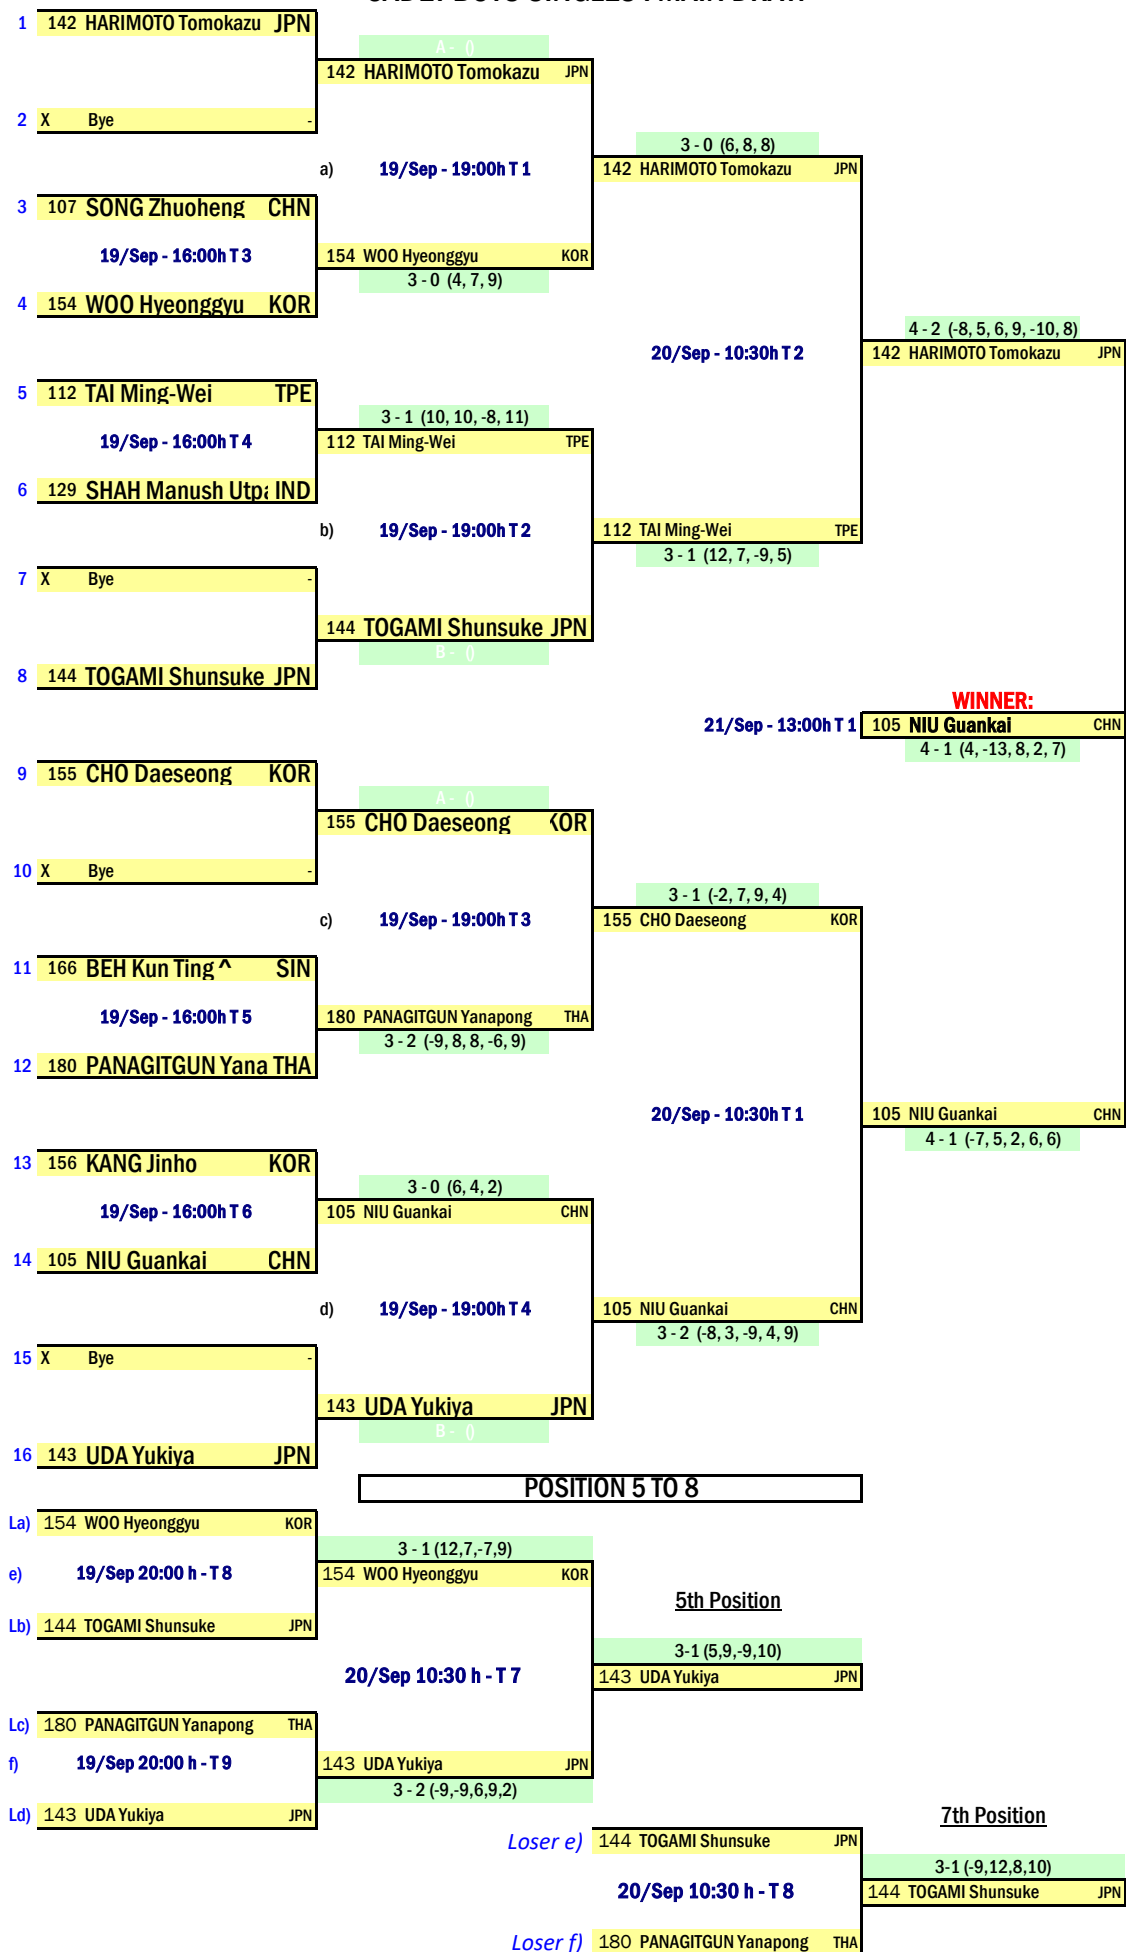 1 142 HARIMOTO Tomokazu JPN
A - ()
142 HARIMOTO Tomokazu JPN
2 X Bye -
3 - 0 (6, 8, 8)
a) 19/Sep - 19:00h T 1
142 HARIMOTO Tomokazu JPN
3 107 SONG Zhuoheng CHN
19/Sep - 16:00h T 3
154 WOO Hyeonggyu KOR
3 - 0 (4, 7, 9)
4 154 WOO Hyeonggyu KOR
4 - 2 (-8, 5, 6, 9, -10, 8)
20/Sep - 10:30h T 2
142 HARIMOTO Tomokazu JPN
5 112 TAI Ming-Wei TPE
3 - 1 (10, 10, -8, 11)
19/Sep - 16:00h T 4
112 TAI Ming-Wei TPE
6 129 SHAH Manush Utpa IND
b) 19/Sep - 19:00h T 2
112 TAI Ming-Wei TPE
3 - 1 (12, 7, -9, 5)
7 X Bye -
144 TOGAMI Shunsuke JPN
B - ()
8 144 TOGAMI Shunsuke JPN
WINNER:
21/Sep - 13:00h T 1
105 NIU Guankai CHN
4 - 1 (4, -13, 8, 2, 7)
9 155 CHO Daeseong KOR
A - ()
155 CHO Daeseong KOR
10 X Bye -
3 - 1 (-2, 7, 9, 4)
c) 19/Sep - 19:00h T 3
155 CHO Daeseong KOR
11 166 BEH Kun Ting ^ SIN
19/Sep - 16:00h T 5
180 PANAGITGUN Yanapong THA
3 - 2 (-9, 8, 8, -6, 9)
12 180 PANAGITGUN Yana THA
20/Sep - 10:30h T 1
105 NIU Guankai CHN
4 - 1 (-7, 5, 2, 6, 6)
13 156 KANG Jinho KOR
3 - 0 (6, 4, 2)
19/Sep - 16:00h T 6
105 NIU Guankai CHN
14 105 NIU Guankai CHN
d) 19/Sep - 19:00h T 4
105 NIU Guankai CHN
3 - 2 (-8, 3, -9, 4, 9)
15 X Bye -
143 UDA Yukiya JPN
B - ()
16 143 UDA Yukiya JPN
POSITION 5 TO 8
La) 154 WOO Hyeonggyu KOR
3 - 1 (12,7,-7,9)
e) 19/Sep 20:00 h - T 8
154 WOO Hyeonggyu KOR
5th Position
Lb) 144 TOGAMI Shunsuke JPN
3-1 (5,9,-9,10)
20/Sep 10:30 h - T 7
143 UDA Yukiya JPN
Lc) 180 PANAGITGUN Yanapong THA
f) 19/Sep 20:00 h - T 9
143 UDA Yukiya JPN
3 - 2 (-9,-9,6,9,2)
Ld) 143 UDA Yukiya JPN
7th Position
Loser e) 144 TOGAMI Shunsuke JPN
3-1 (-9,12,8,10)
20/Sep 10:30 h - T 8
144 TOGAMI Shunsuke JPN
Loser f) 180 PANAGITGUN Yanapong THA